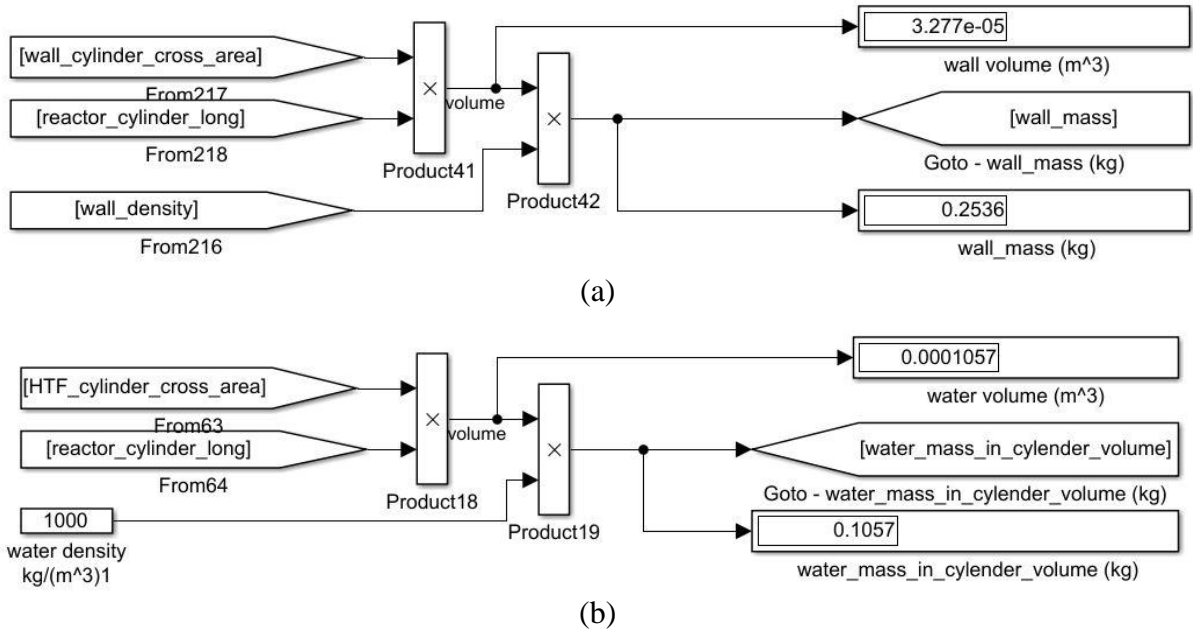 3.277e-05
wall volume (m^3)
[wall_cylinder_cross_area]
From217
×
volume
[reactor_cylinder_long]
From218
Product41
×
[wall_mass]
Goto - wall_mass (kg)
[wall_density]
From216
Product42
0.2536
wall_mass (kg)
(a)
0.0001057
water volume (m^3)
[HTF_cylinder_cross_area]
From63
×
volume
[reactor_cylinder_long]
From64
Product18
×
[water_mass_in_cylender_volume]
Goto - water_mass_in_cylender_volume (kg)
1000
water density
kg/(m^3)1
Product19
0.1057
water_mass_in_cylender_volume (kg)
(b)